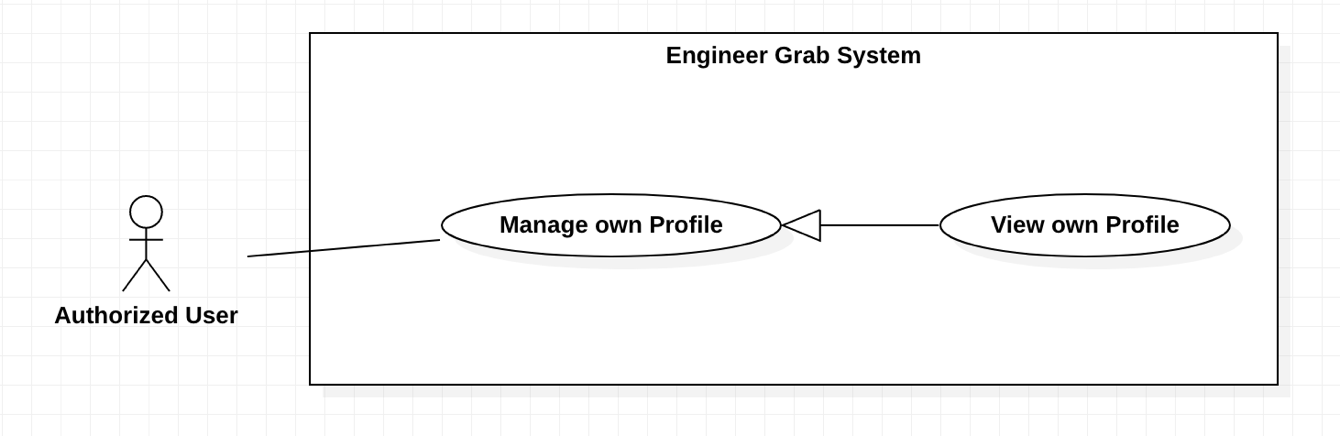 Engineer Grab System
Manage own Profile
View own Profile
Authorized User